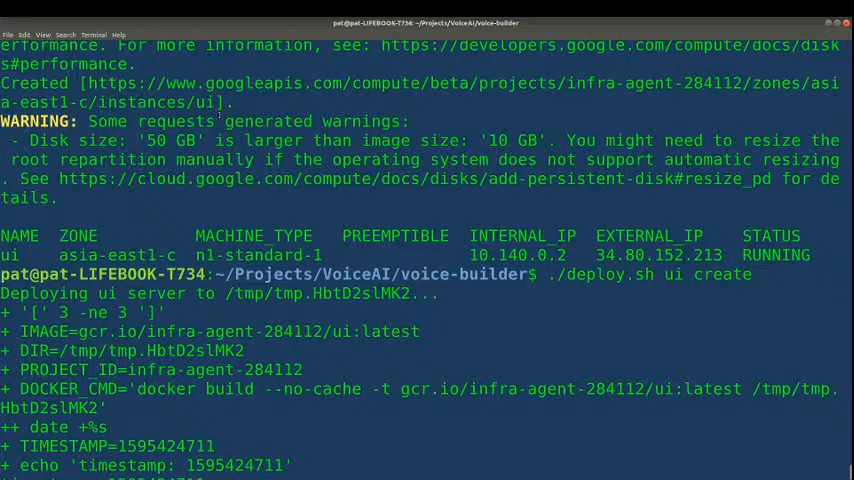 pat@pat-LIFEBOOK-T734: ~/Projects/VoiceAI/voice-builder
File Edit View Search Terminal Help
erformance. For more information, see: https://developers.google.com/compute/docs/disk
s#performance.
Created [https://www.googleapis.com/compute/beta/projects/infra-agent-284112/zones/asi
a-east1-c/instances/ui].
WARNING: Some requests generated warnings:
- Disk size: '50 GB' is larger than image size: '10 GB'. You might need to resize the
root repartition manually if the operating system does not support automatic resizing
. See https://cloud.google.com/compute/docs/disks/add-persistent-disk#resize_pd for de
tails.
NAME ZONE MACHINE_TYPE PREEMPTIBLE INTERNAL_IP EXTERNAL_IP STATUS
ui asia-east1-c n1-standard-1 10.140.0.2 34.80.152.213 RUNNING
pat@pat-LIFEBOOK-T734:~/Projects/VoiceAI/voice-builder$ ./deploy.sh ui create
Deploying ui server to /tmp/tmp.HbtD2slMK2...
+ '[' 3 -ne 3 ']'
+ IMAGE=gcr.io/infra-agent-284112/ui:latest
+ DIR=/tmp/tmp.HbtD2slMK2
+ PROJECT_ID=infra-agent-284112
+ DOCKER_CMD='docker build --no-cache -t gcr.io/infra-agent-284112/ui:latest /tmp/tmp.
HbtD2slMK2'
++ date +%s
+ TIMESTAMP=1595424711
+ echo 'timestamp: 1595424711'